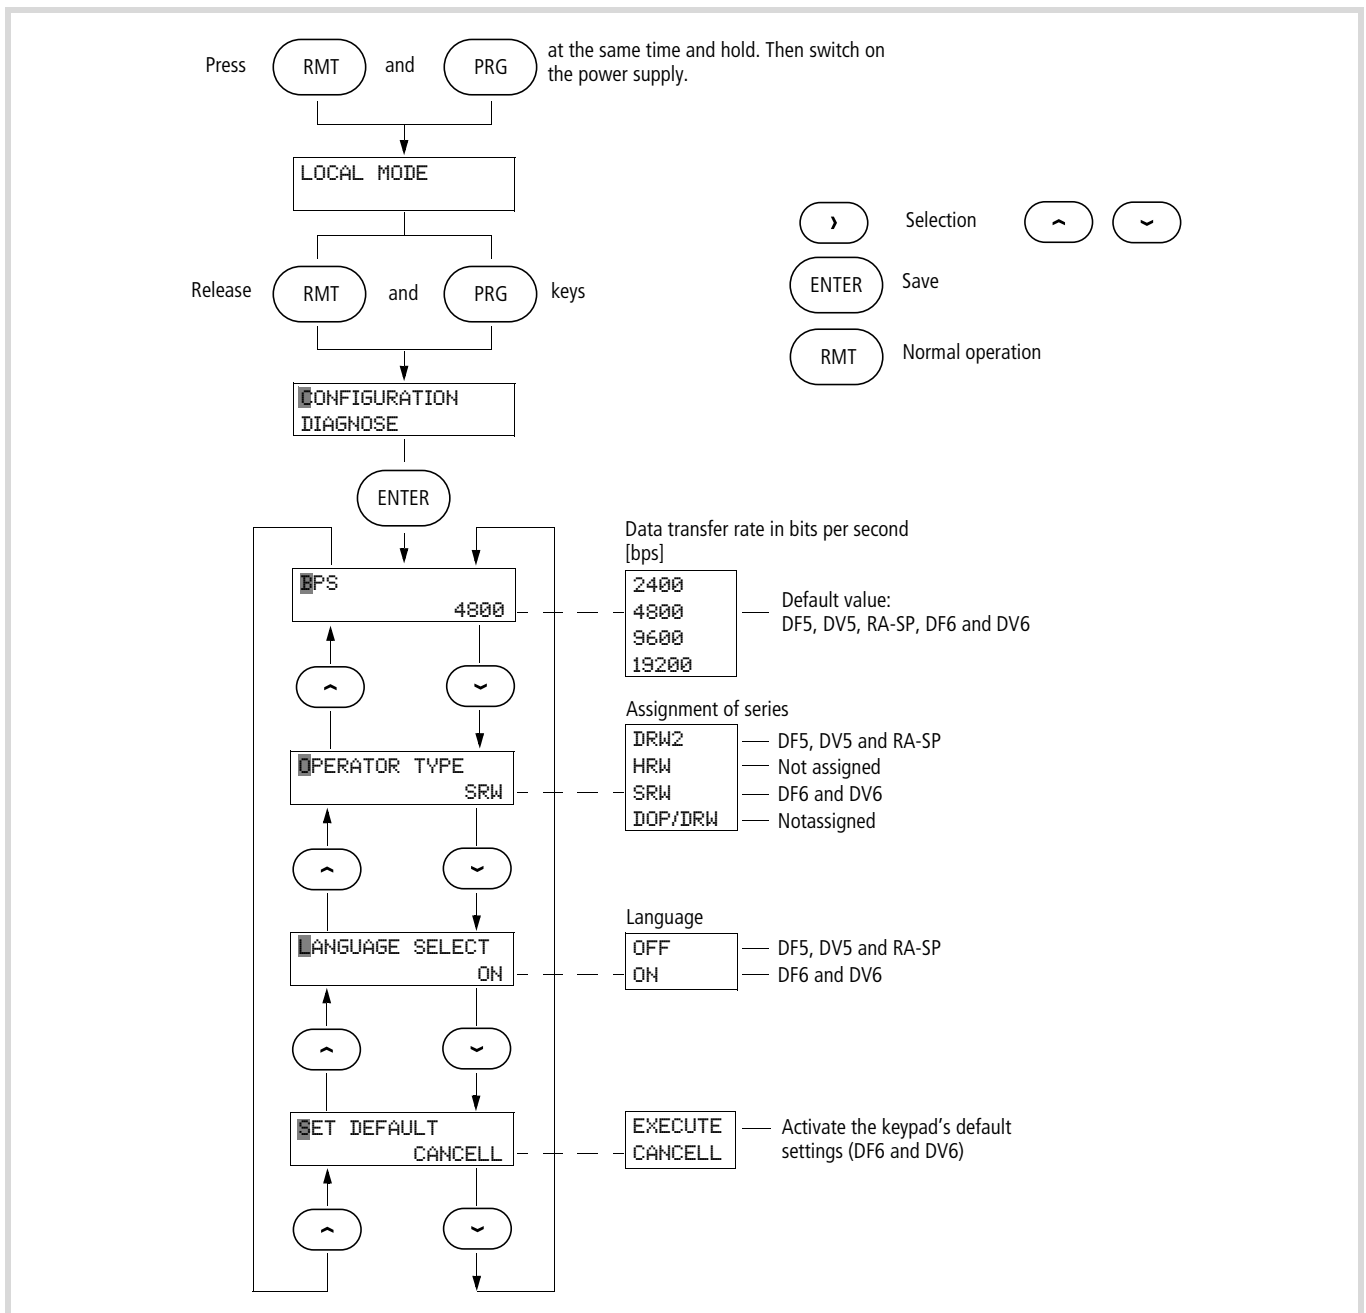 Press RMT and PRG at the same time and hold. Then switch on
the power supply.
LOCAL MODE
Release RMT and PRG keys
CONFIGURATION
DIAGNOSE
ENTER
Selection
ENTER Save
RMT Normal operation
BPS
4800
Data transfer rate in bits per second
[bps]
2400
4800
9600
19200
Default value:
DF5, DV5, RA-SP, DF6 and DV6
OPERATOR TYPE
SRW
Assignment of series
DRW2 DF5, DV5 and RA-SP
HRW Not assigned
SRW DF6 and DV6
DOP/DRW Notassigned
LANGUAGE SELECT
ON
Language
OFF DF5, DV5 and RA-SP
ON DF6 and DV6
SET DEFAULT
CANCELL
EXECUTE
CANCELL
Activate the keypad's default
settings (DF6 and DV6)